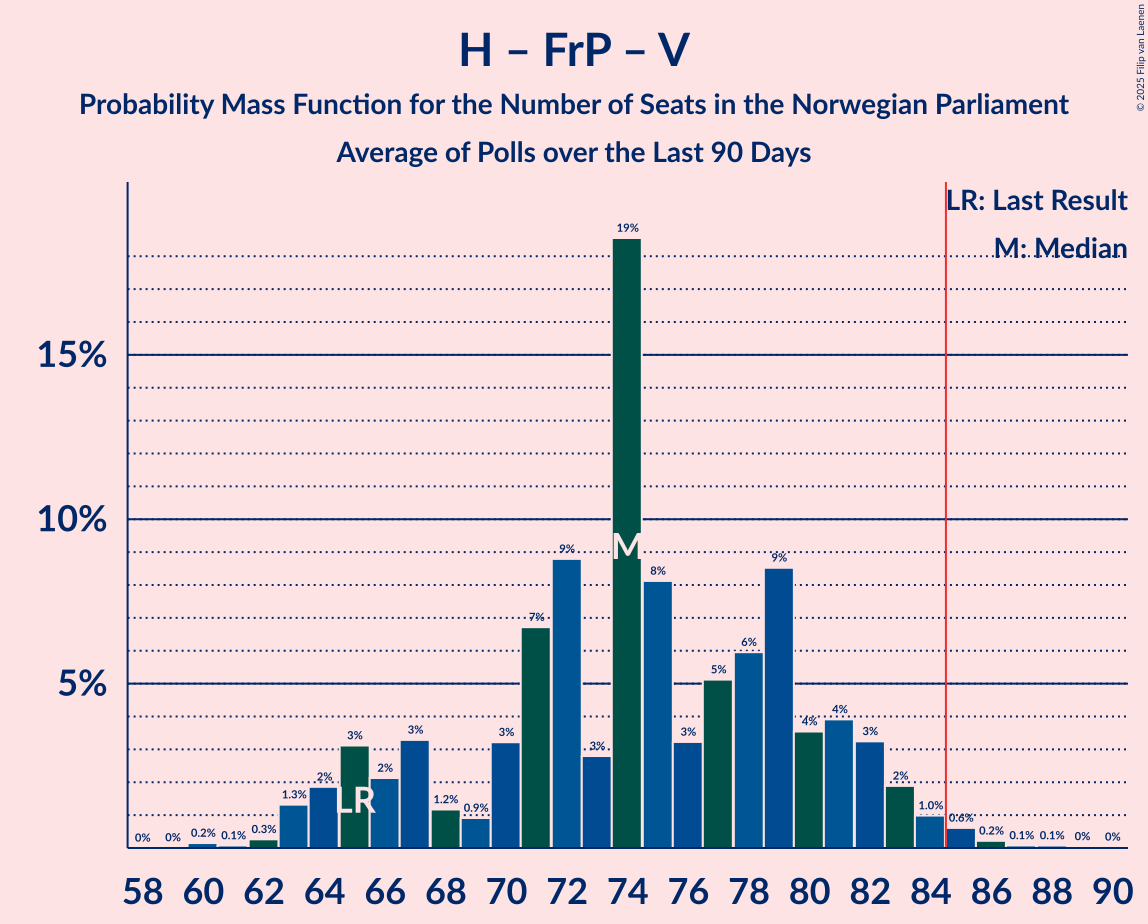 H – FrP – V
Probability Mass Function for the Number of Seats in the Norwegian Parliament
Average of Polls over the Last 90 Days
© 2025 Filip van Laenen
LR: Last Result
M: Median
15%
10%
5%
0% 0% 0.2% 0.1% 0.3% 1.3% 2% 3% 2% 3% 1.2% 0.9% 3% 7% 9% 3% 19% 8% 3% 5% 6% 9% 4% 4% 3% 2% 1.0% 0.6% 0.2% 0.1% 0.1% 0% 0%
LR
M
58 60 62 64 66 68 70 72 74 76 78 80 82 84 86 88 90